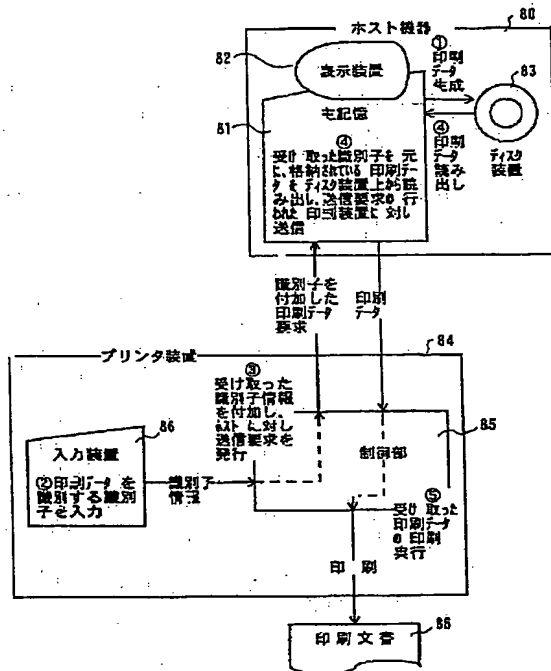 80
ホスト機器
82
表示装置
①
印刷
データ
生成
83
81
主記憶
④
受け取った識別子を元
に、格納されている印刷デー
タをディスク装置上から読
み出し、送信要求の行
われた印刷装置に対し
送信
④
印刷
データ
読み
出し
ディスク
装置
識別子を
付加した
印刷データ
要求
印刷
データ
プリンタ装置
84
③
受け取った
識別子情報
を付加し、
ホストに対し
送信要求を
発行
85
制御部
86
入力装置
②印刷データを
識別する識別
子を入力
識別子
情報
⑤
受け取った
印刷データ
の印刷
実行
印刷
印刷文書
88